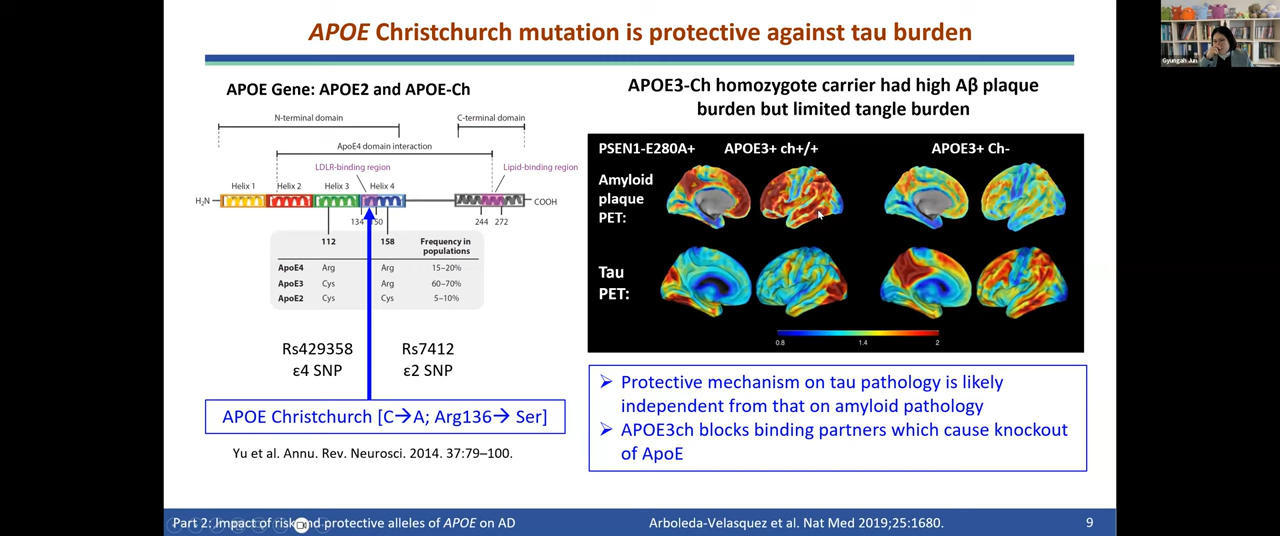 APOE Christchurch mutation is protective against tau burden
Gyungah Jun
APOE Gene: APOE2 and APOE-Ch
N-terminal domain
C-terminal domain
ApoE4 domain interaction
LDLR-binding region
Lipid-binding region
Helix 1
Helix 2
Helix 3
Helix 4
H₂N
COOH
134
150
244
272
112
158
Frequency in
populations
ApoE4 Arg Arg 15–20%
ApoE3 Cys Arg 60–70%
ApoE2 Cys Cys 5–10%
Rs429358
ε4 SNP
Rs7412
ε2 SNP
APOE Christchurch [C→A; Arg136→ Ser]
Yu et al. Annu. Rev. Neurosci. 2014. 37:79–100.
APOE3-Ch homozygote carrier had high Aβ plaque
burden but limited tangle burden
PSEN1-E280A+ APOE3+ ch+/+ APOE3+ Ch-
Amyloid
plaque
PET:
Tau
PET:
0.8 1.4 2
➢ Protective mechanism on tau pathology is likely
independent from that on amyloid pathology
➢ APOE3ch blocks binding partners which cause knockout
of ApoE
Part 2: Impact of risk and protective alleles of APOE on AD
Arboleda-Velasquez et al. Nat Med 2019;25:1680.
9